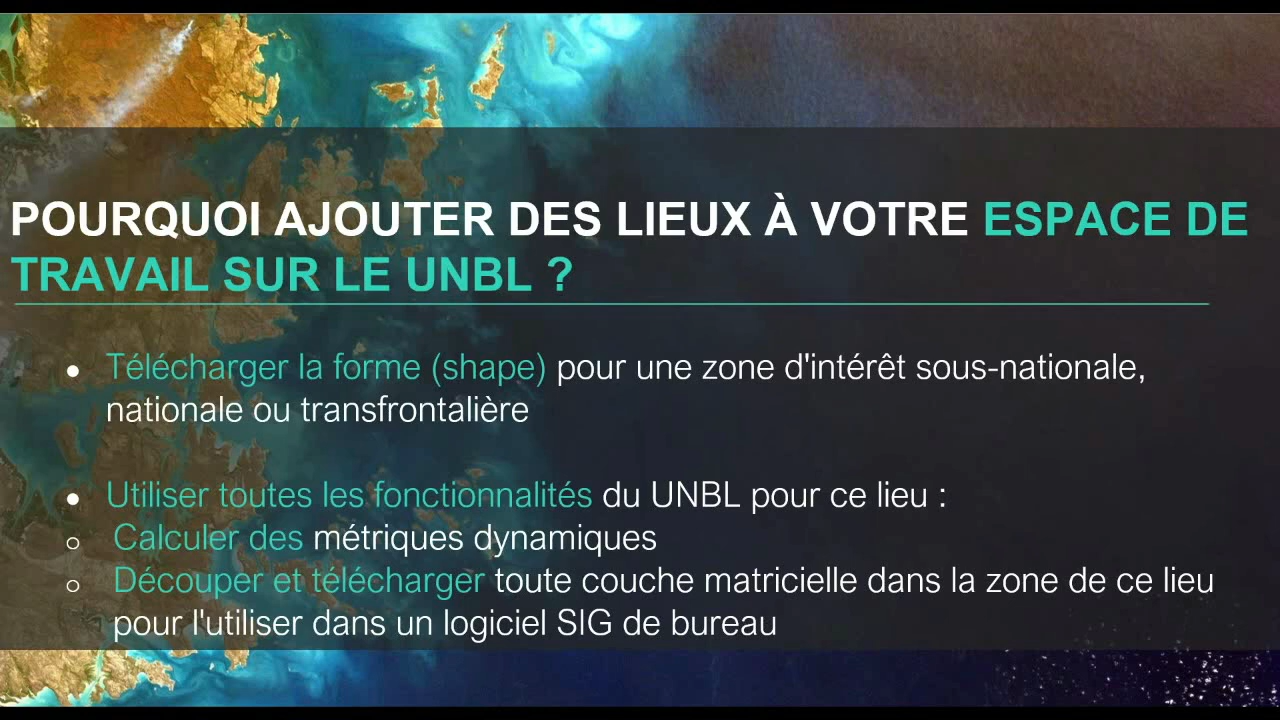 POURQUOI AJOUTER DES LIEUX À VOTRE ESPACE DE
TRAVAIL SUR LE UNBL ?
● Télécharger la forme (shape) pour une zone d'intérêt sous-nationale,
nationale ou transfrontalière
● Utiliser toutes les fonctionnalités du UNBL pour ce lieu :
o Calculer des métriques dynamiques
o Découper et télécharger toute couche matricielle dans la zone de ce lieu
pour l'utiliser dans un logiciel SIG de bureau